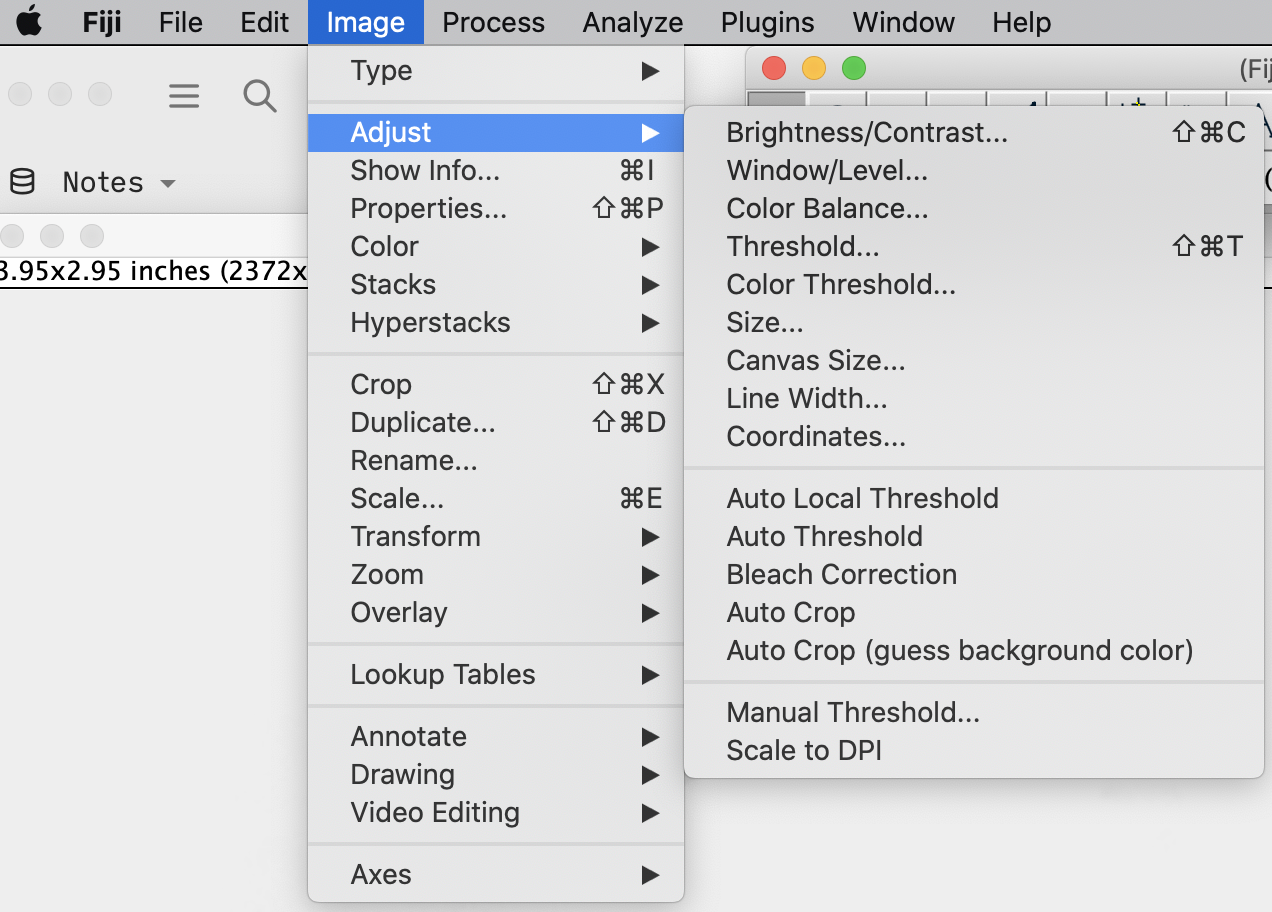 Fiji File Edit Image Process Analyze Plugins Window Help
Type ▶
(Fij
Adjust ▶
Show Info... ⌘I
Properties... ⇧⌘P
Color ▶
Stacks ▶
Hyperstacks ▶
Crop ⇧⌘X
Duplicate... ⇧⌘D
Rename...
Scale... ⌘E
Transform ▶
Zoom ▶
Overlay ▶
Lookup Tables ▶
Annotate ▶
Drawing ▶
Video Editing ▶
Axes ▶
Brightness/Contrast... ⇧⌘C
Window/Level...
Color Balance...
Threshold... ⇧⌘T
Color Threshold...
Size...
Canvas Size...
Line Width...
Coordinates...
Auto Local Threshold
Auto Threshold
Bleach Correction
Auto Crop
Auto Crop (guess background color)
Manual Threshold...
Scale to DPI
Notes
3.95x2.95 inches (2372x